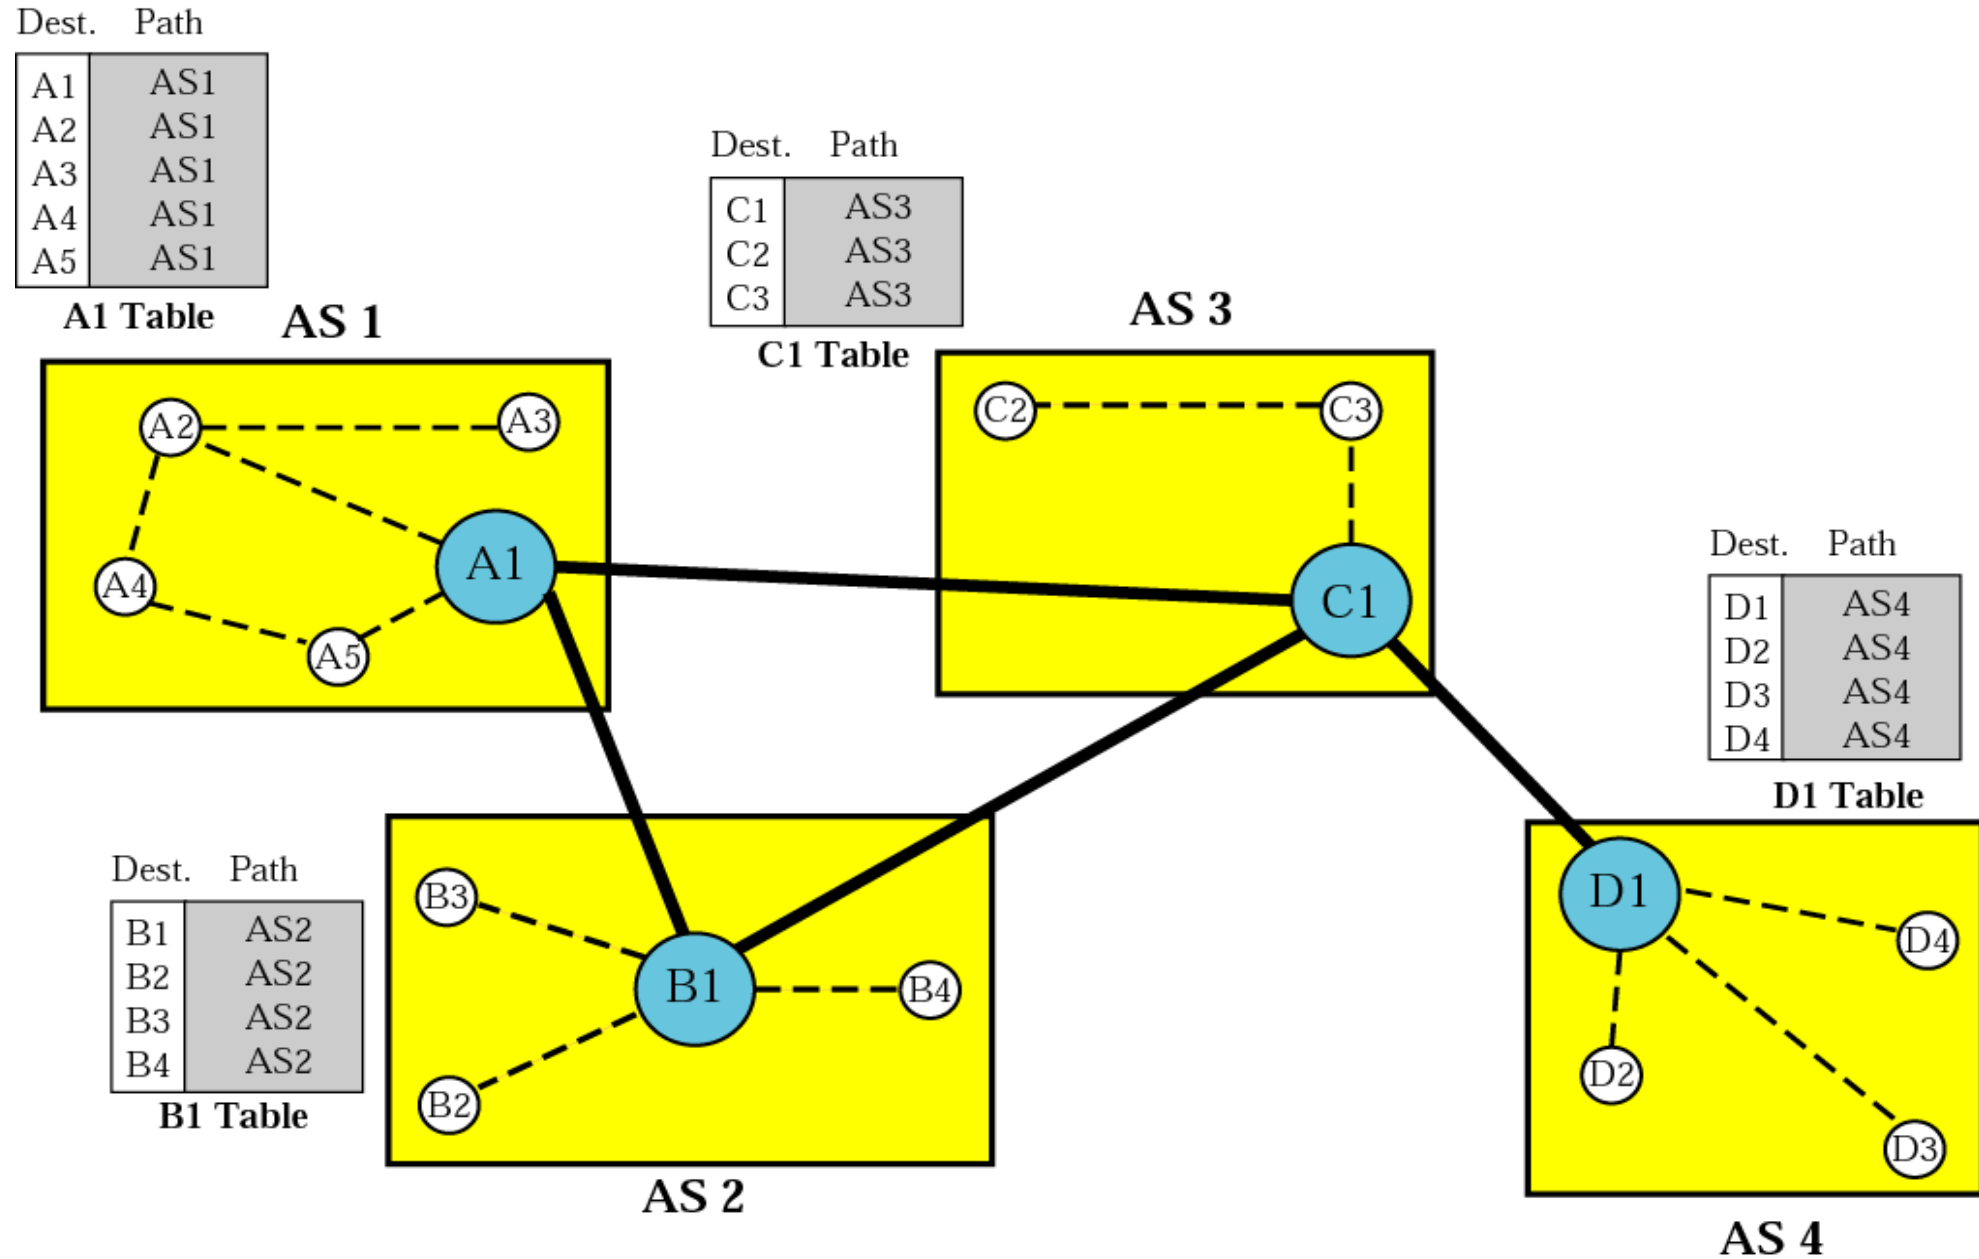 Dest. Path
A1 AS1
A2 AS1
A3 AS1
A4 AS1
A5 AS1
A1 Table
AS 1
A2
A3
A1
A4
A5
Dest. Path
C1 AS3
C2 AS3
C3 AS3
C1 Table
AS 3
C2
C3
C1
Dest. Path
D1 AS4
D2 AS4
D3 AS4
D4 AS4
D1 Table
D1
D4
D2
D3
AS 4
Dest. Path
B1 AS2
B2 AS2
B3 AS2
B4 AS2
B1 Table
B3
B1
B4
B2
AS 2